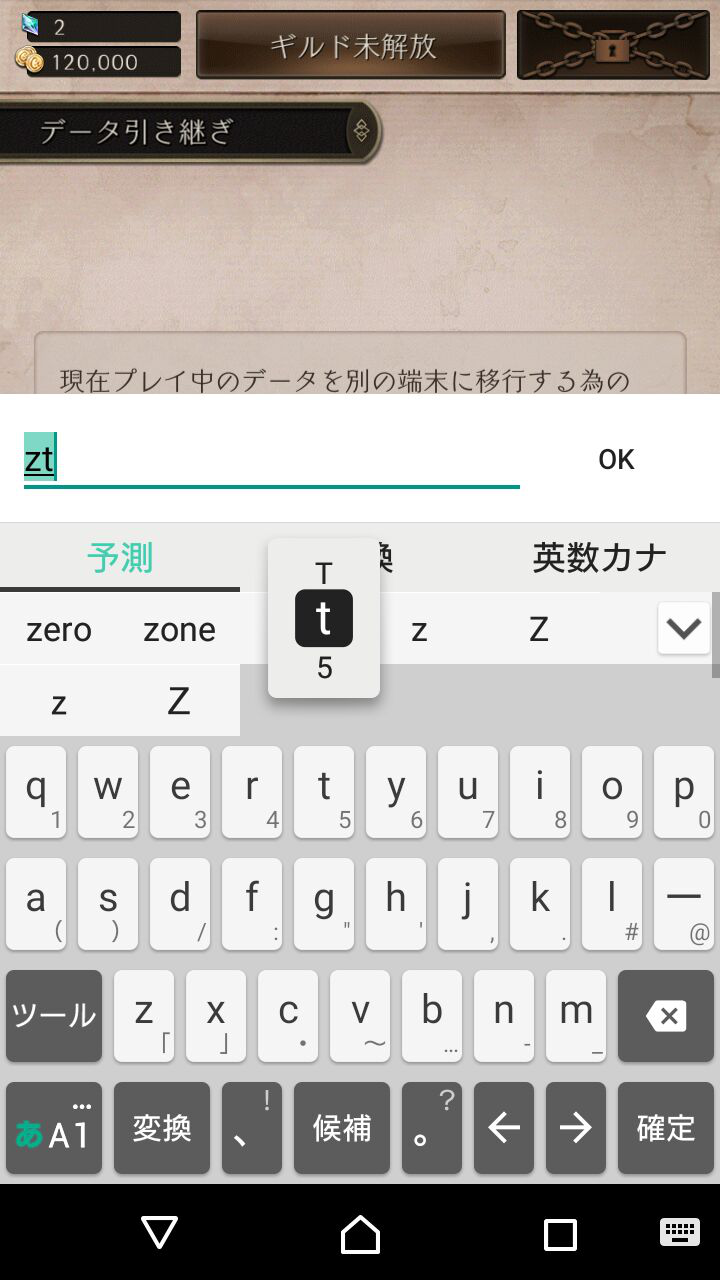 2
120,000
ギルド未解放
データ引き継ぎ
現在プレイ中のデータを別の端末に移行する為の
zt
OK
予測
換
英数カナ
T
t
5
zero zone z Z
z Z
q 1 w 2 e 3 r 4 t 5 y 6 u 7 i 8 o 9 p 0
a ( s ) d / f : g " h ' j , k . l # ー @
ツール z 「 x 」 c ・ v ～ b … n - m _
あA1 … 変換 、 ! 候補 。 ? ← → 確定